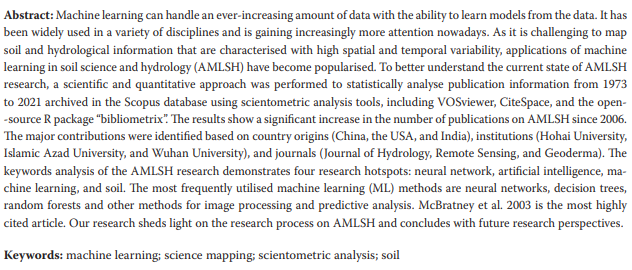 Abstract: Machine learning can handle an ever-increasing amount of data with the ability to learn models from the data. It has
been widely used in a variety of disciplines and is gaining increasingly more attention nowadays. As it is challenging to map
soil and hydrological information that are characterised with high spatial and temporal variability, applications of machine
learning in soil science and hydrology (AMLSH) have become popularised. To better understand the current state of AMLSH
research, a scientific and quantitative approach was performed to statistically analyse publication information from 1973
to 2021 archived in the Scopus database using scientometric analysis tools, including VOSviewer, CiteSpace, and the open-
-source R package “bibliometrix”. The results show a significant increase in the number of publications on AMLSH since 2006.
The major contributions were identified based on country origins (China, the USA, and India), institutions (Hohai University,
Islamic Azad University, and Wuhan University), and journals (Journal of Hydrology, Remote Sensing, and Geoderma). The
keywords analysis of the AMLSH research demonstrates four research hotspots: neural network, artificial intelligence, ma-
chine learning, and soil. The most frequently utilised machine learning (ML) methods are neural networks, decision trees,
random forests and other methods for image processing and predictive analysis. McBratney et al. 2003 is the most highly
cited article. Our research sheds light on the research process on AMLSH and concludes with future research perspectives.
Keywords: machine learning; science mapping; scientometric analysis; soil